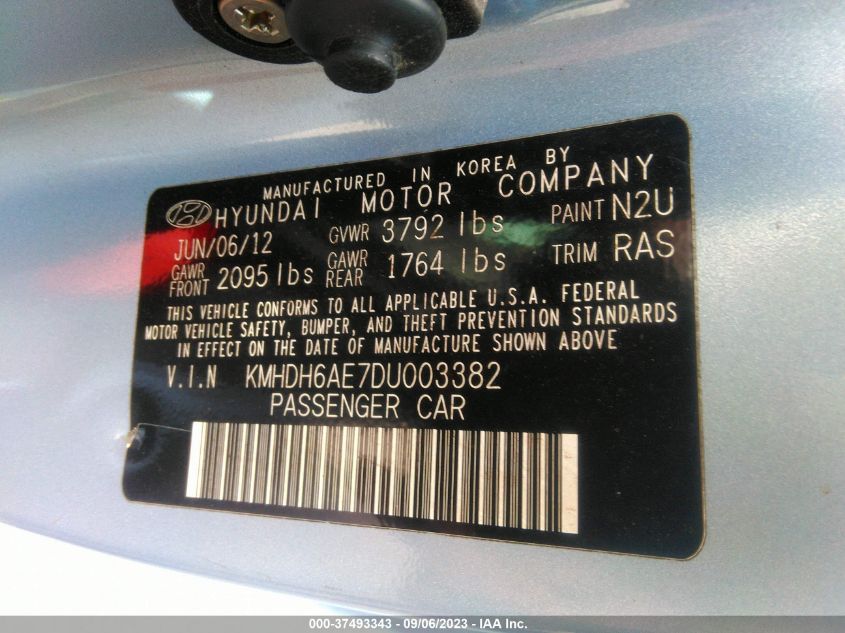 MANUFACTURED IN KOREA BY
HYUNDAI MOTOR COMPANY
JUN/06/12 GVWR 3792 lbs PAINT N2U
GAWR FRONT 2095 lbs GAWR REAR 1764 lbs TRIM RAS
THIS VEHICLE CONFORMS TO ALL APPLICABLE U.S.A. FEDERAL
MOTOR VEHICLE SAFETY, BUMPER, AND THEFT PREVENTION STANDARDS
IN EFFECT ON THE DATE OF MANUFACTURE SHOWN ABOVE
V.I.N KMHDH6AE7DU003382
PASSENGER CAR
000-37493343 - 09/06/2023 - IAA Inc.